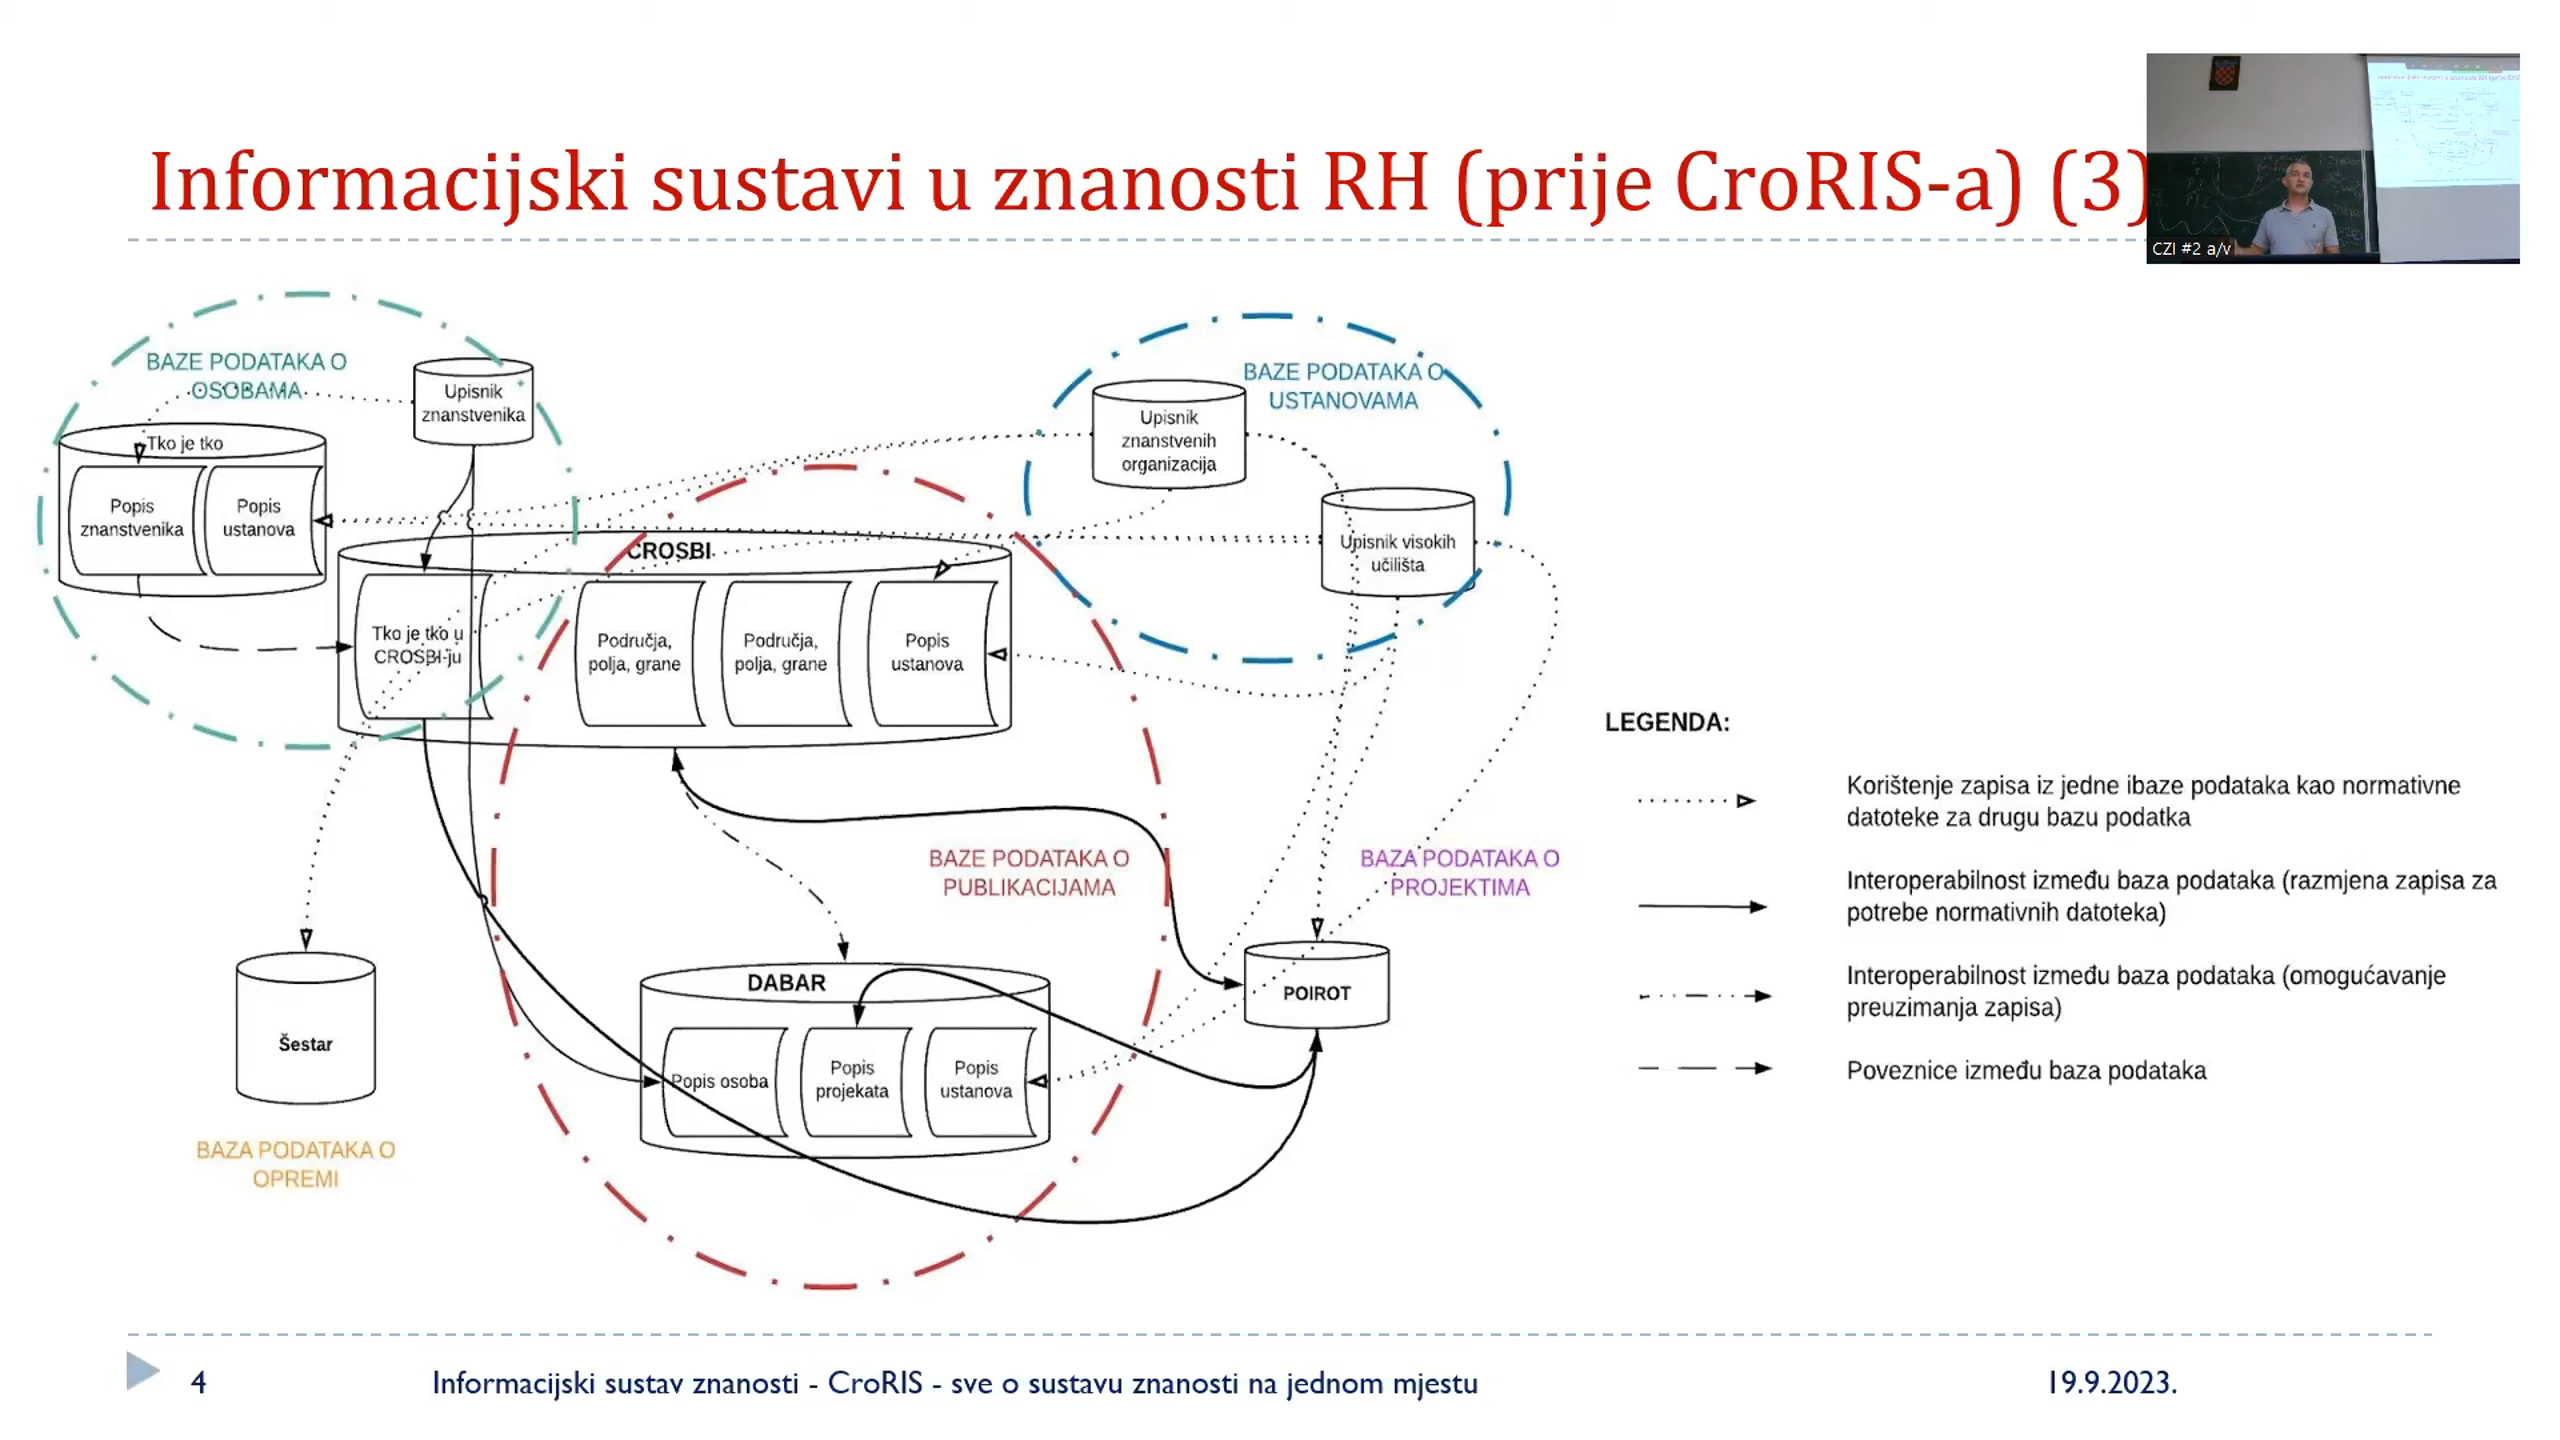 Informacijski sustavi u znanosti RH (prije CroRIS-a) (3)
CZI #2 a/v
BAZE PODATAKA O
OSOBAMA
Upisnik
znanstvenika
Tko je tko
Popis
znanstvenika
Popis
ustanova
BAZE PODATAKA O
USTANOVAMA
Upisnik
znanstvenih
organizacija
Upisnik visokih
učilišta
CROSBI
Tko je tko u
CROSBI-ju
Područja,
polja, grane
Područja,
polja, grane
Popis
ustanova
BAZE PODATAKA O
PUBLIKACIJAMA
BAZA PODATAKA O
PROJEKTIMA
Šestar
BAZA PODATAKA O
OPREMI
DABAR
Popis osoba
Popis
projekata
Popis
ustanova
POIROT
LEGENDA:
Korištenje zapisa iz jedne ibaze podataka kao normativne
datoteke za drugu bazu podatka
Interoperabilnost između baza podataka (razmjena zapisa za
potrebe normativnih datoteka)
Interoperabilnost između baza podataka (omogućavanje
preuzimanja zapisa)
Poveznice između baza podataka
4
Informacijski sustav znanosti - CroRIS - sve o sustavu znanosti na jednom mjestu
19.9.2023.